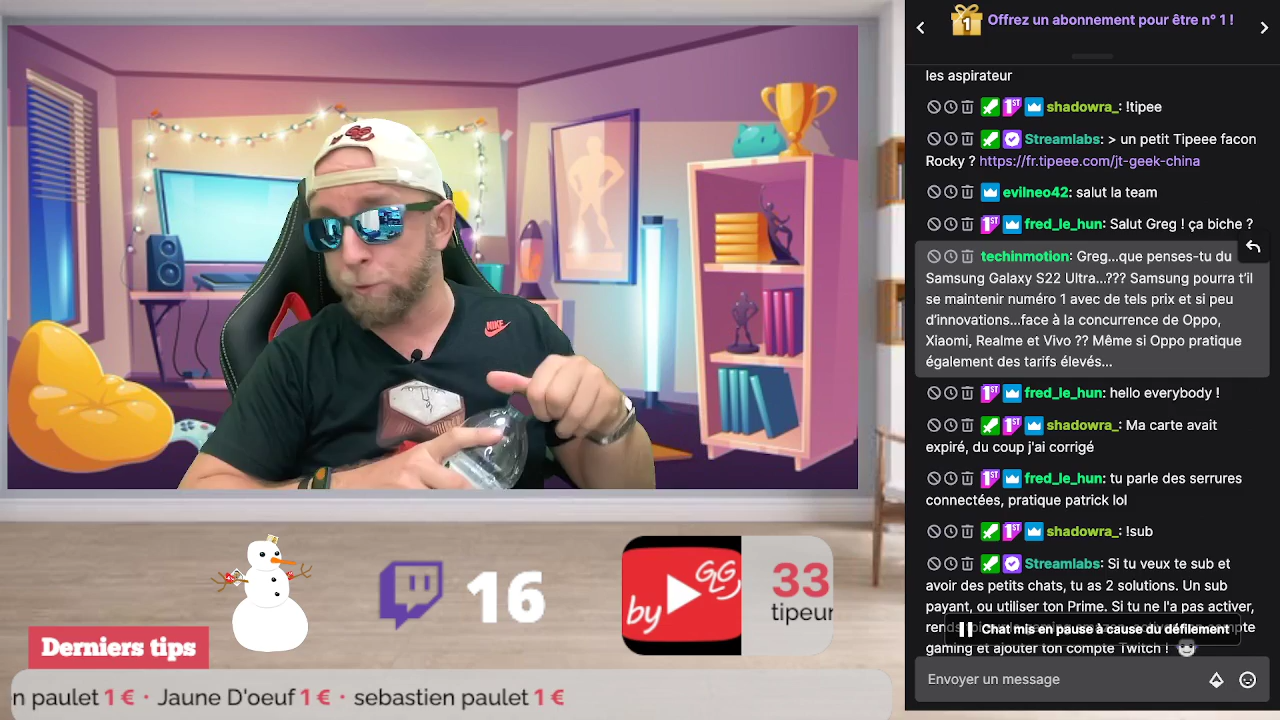 Offrez un abonnement pour être n° 1 !
1
les aspirateur
shadowra_: !tipee
Streamlabs: > un petit Tipeee facon
Rocky ? https://fr.tipeee.com/jt-geek-china
evilneo42: salut la team
fred_le_hun: Salut Greg ! ça biche ?
techinmotion: Greg...que penses-tu du
Samsung Galaxy S22 Ultra...??? Samsung pourra t'il
se maintenir numéro 1 avec de tels prix et si peu
d'innovations...face à la concurrence de Oppo,
Xiaomi, Realme et Vivo ?? Même si Oppo pratique
également des tarifs élevés...
fred_le_hun: hello everybody !
shadowra_: Ma carte avait
expiré, du coup j'ai corrigé
fred_le_hun: tu parle des serrures
connectées, pratique patrick lol
shadowra_: !sub
Streamlabs: Si tu veux te sub et
avoir des petits chats, tu as 2 solutions. Un sub
payant, ou utiliser ton Prime. Si tu ne l'a pas activer,
Chat mis en pause à cause du défilement
gaming et ajouter ton compte Twitch !
Envoyer un message
NIKE
16
by GG
33
tipeur
Derniers tips
n paulet 1 € · Jaune D'oeuf 1 € · sebastien paulet 1 €